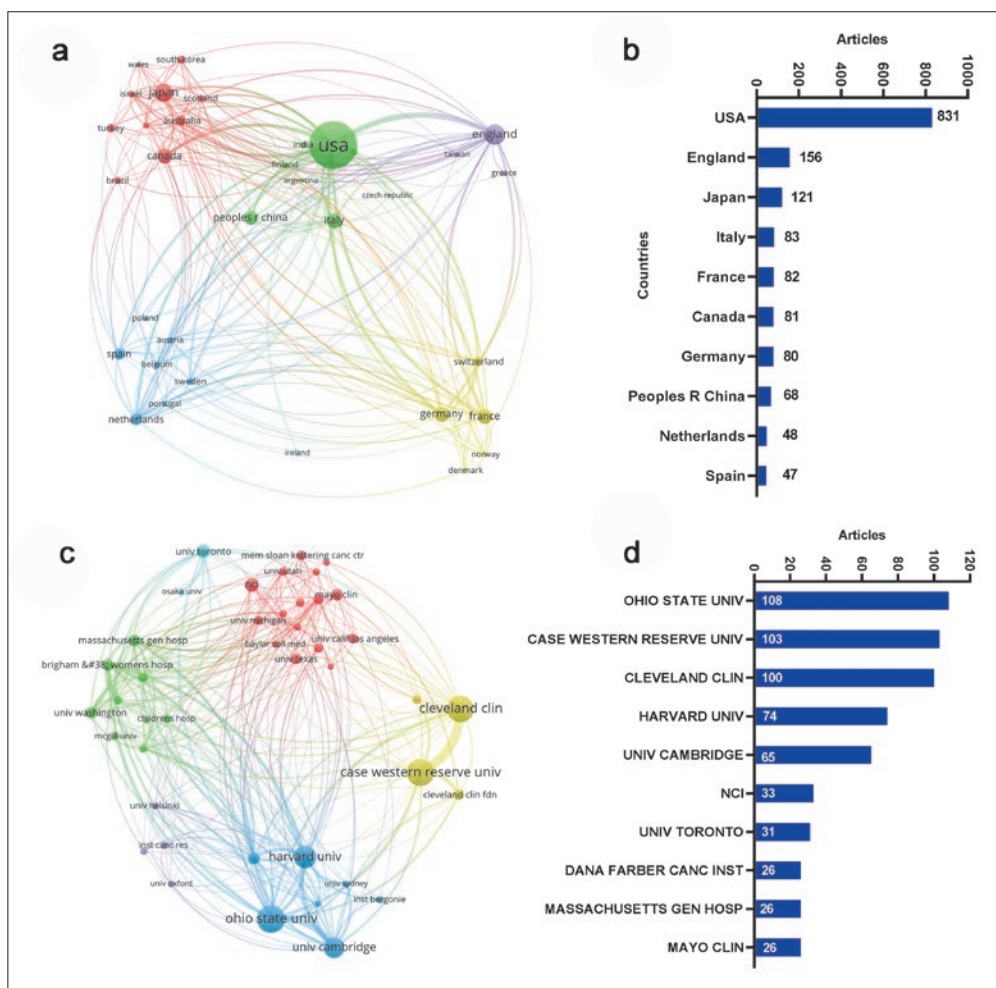 a
wales
south korea
israel
japan
scotland
turkey
australia
canada
brazil
usa
india
finland
argentina
czech republic
peoples r china
italy
england
taiwan
greece
poland
austria
spain
belgium
sweden
portugal
netherlands
ireland
switzerland
germany
france
norway
denmark
b
Articles
0
200
400
600
800
1000
Countries
USA 831
England 156
Japan 121
Italy 83
France 82
Canada 81
Germany 80
Peoples R China 68
Netherlands 48
Spain 47
c
univ toronto
mem sloan kettering canc ctr
univ utah
nci
osaka univ
mayo clin
univ michigan
massachusetts gen hosp
baylor coll med
univ calif los angeles
univ texas
brigham &#38; womens hosp
univ washington
childrens hosp
mcgill univ
cleveland clin
case western reserve univ
cleveland clin fdn
univ helsinki
inst canc res
harvard univ
univ oxford
univ sydney
inst bergonie
ohio state univ
univ cambridge
d
Articles
0
20
40
60
80
100
120
OHIO STATE UNIV 108
CASE WESTERN RESERVE UNIV 103
CLEVELAND CLIN 100
HARVARD UNIV 74
UNIV CAMBRIDGE 65
NCI 33
UNIV TORONTO 31
DANA FARBER CANC INST 26
MASSACHUSETTS GEN HOSP 26
MAYO CLIN 26